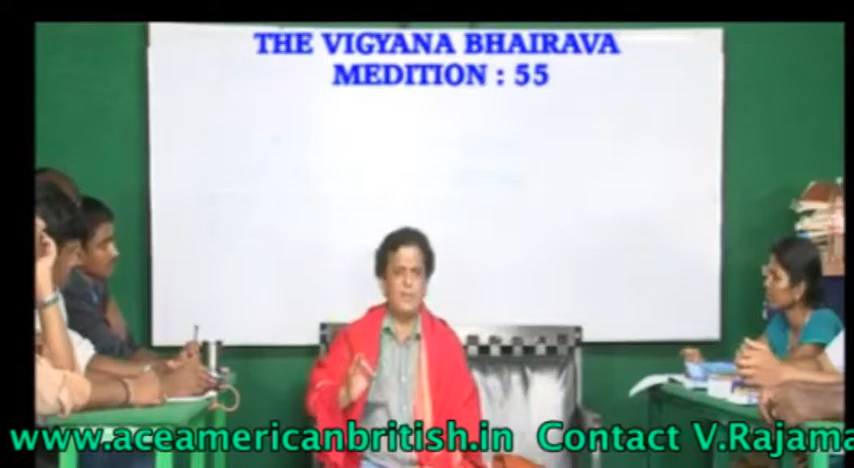 THE VIGYANA BHAIRAVA
MEDITION : 55
www.aceamericanbritish.in Contact V.Rajama